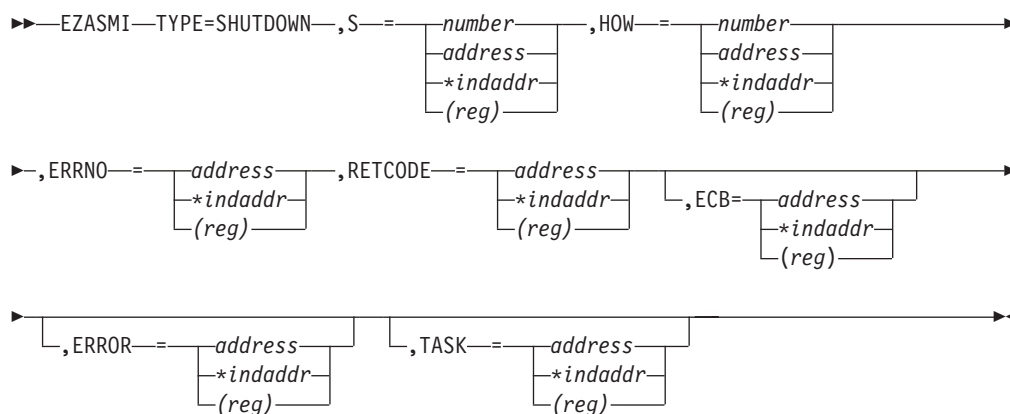 EZASMI TYPE=SHUTDOWN ,S = number ,HOW = number
address address
*indaddr *indaddr
(reg) (reg)
,ERRNO = address ,RETCODE = address
*indaddr *indaddr ,ECB= address
(reg) (reg) *indaddr
(reg)
,ERROR = address ,TASK = address
*indaddr *indaddr
(reg) (reg)